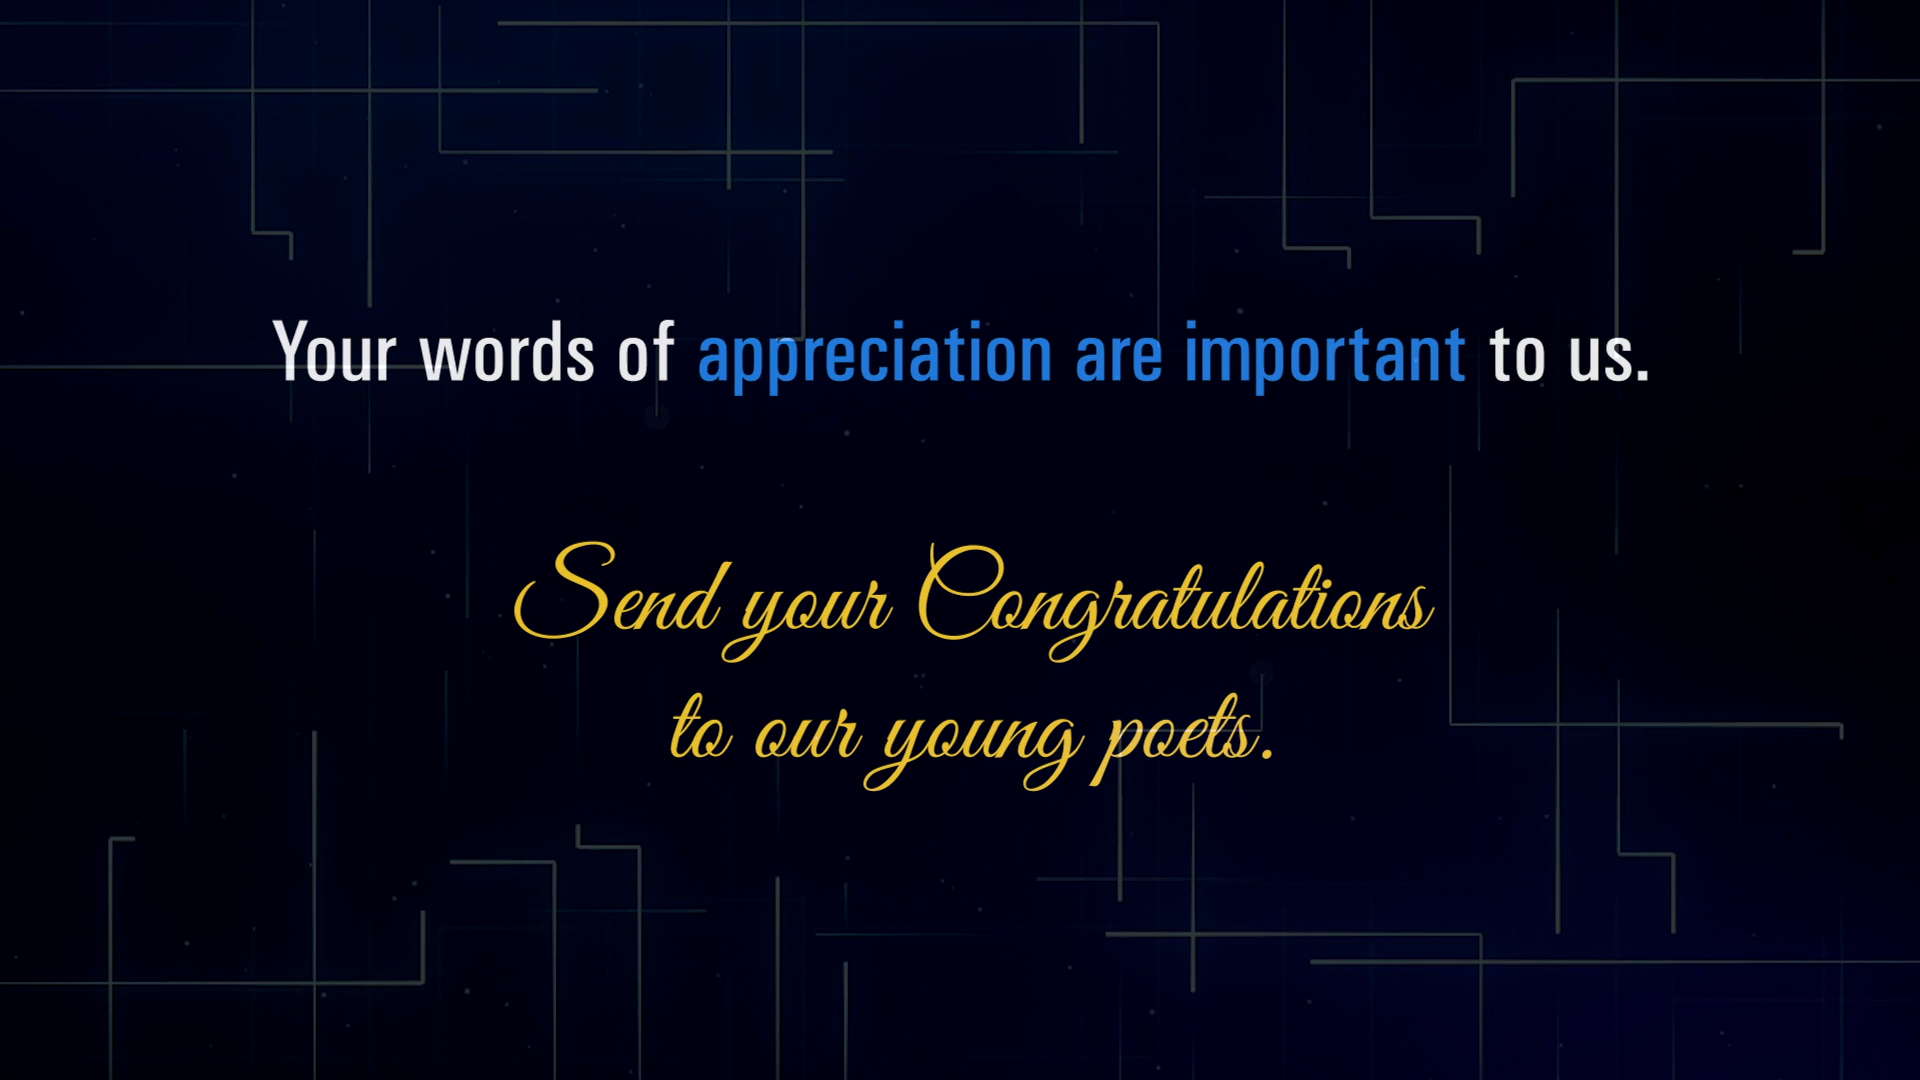 Your words of appreciation are important to us.
Send your Congratulations
to our young poets.